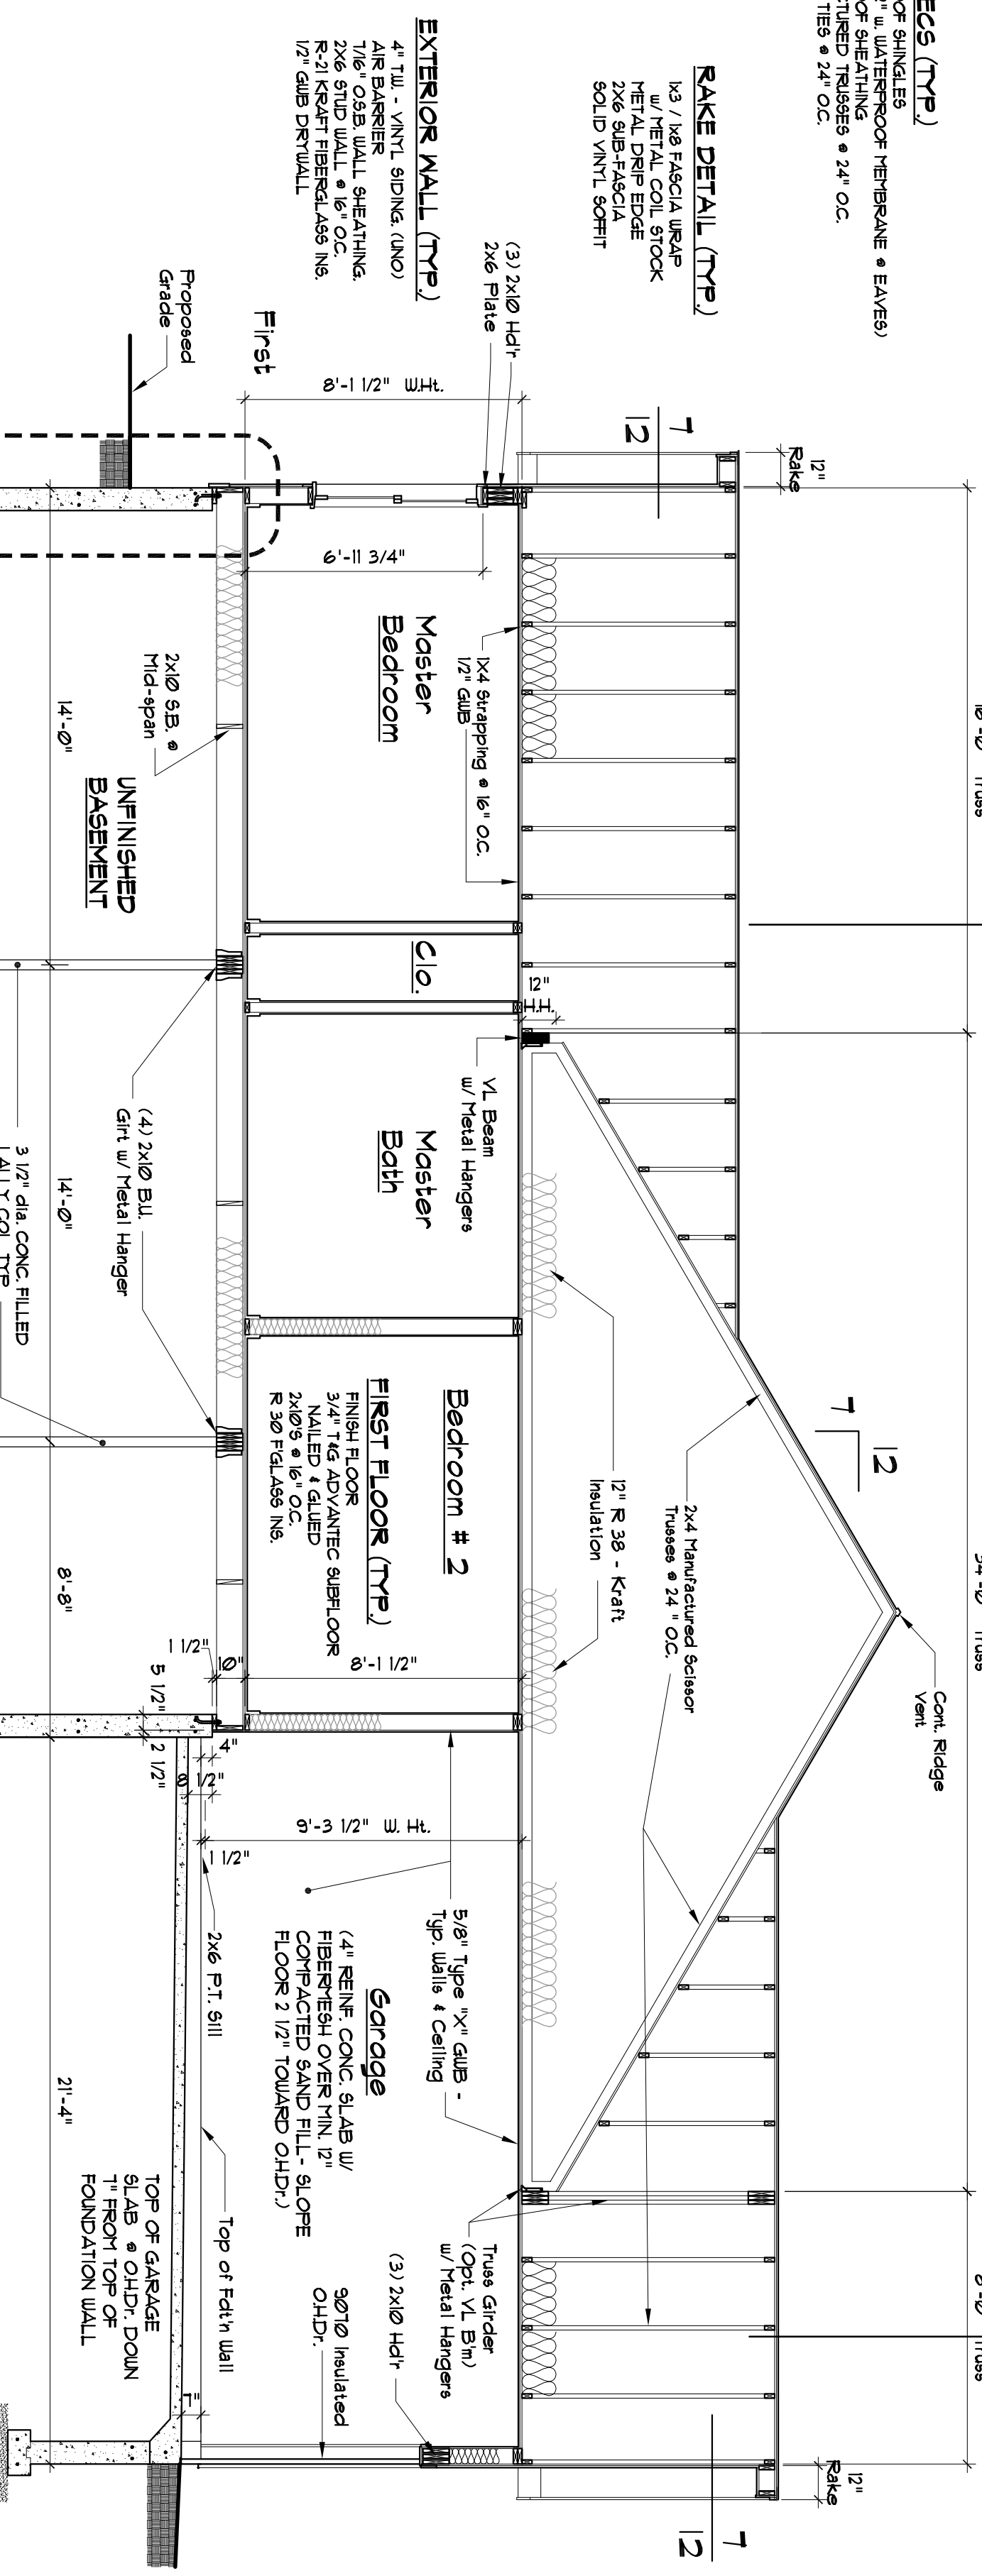 ECS (TYP.)
OF SHINGLES
2" w. WATERPROOF MEMBRANE @ EAVES)
OF SHEATHING
CTURED TRUSSES @ 24" O.C.
TIES @ 24" O.C.
RAKE DETAIL (TYP.)
1x3 / 1x8 FASCIA WRAP
w/ METAL COIL STOCK
METAL DRIP EDGE
2X6 SUB-FASCIA
SOLID VINYL SOFFIT
EXTERIOR WALL (TYP.)
4" T.W. - VINYL SIDING. (UNO)
AIR BARRIER
7/16" O.S.B. WALL SHEATHING.
2X6 STUD WALL @ 16" O.C.
R-21 KRAFT FIBERGLASS INS.
1/2" GWB DRYWALL
(3) 2x10 Hd'r
2x6 Plate
Proposed
Grade
First
8'-1 1/2" W.Ht.
7
12
12"
Rake
6'-11 3/4"
Master
Bedroom
1X4 Strapping @ 16" O.C.
1/2" GWB
2x10 S.B. @
Mid-span
14'-0"
UNFINISHED
BASEMENT
Truss
Clo.
12"
H.H.
VL Beam
w/ Metal Hangers
Master
Bath
(4) 2x10 B.U.
Girt w/ Metal Hanger
14'-0"
3 1/2" dia. CONC. FILLED
LALLY COL. TYP
Bedroom # 2
FIRST FLOOR (TYP.)
FINISH FLOOR
3/4" T&G ADVANTEC SUBFLOOR
NAILED & GLUED
2x10'S @ 16" O.C.
R 30 F'GLASS INS.
12" R 38 - Kraft
Insulation
2x4 Manufactured Scissor
Trusses @ 24 " O.C.
7
12
Cont. Ridge
Vent
Truss
8'-8"
1 1/2"
10"
8'-1 1/2"
5 1/2"
2 1/2"
4"
8 1/2"
9'-3 1/2" W. Ht.
1 1/2"
2x6 P.T. Sill
5/8" Type "X" GWB -
Typ. Walls & Ceiling
Garage
(4" REINF. CONC. SLAB W/
FIBERMESH OVER MIN. 12"
COMPACTED SAND FILL- SLOPE
FLOOR 2 1/2" TOWARD O.H.Dr.)
21'-4"
Top of Fdt'n Wall
TOP OF GARAGE
SLAB @ O.H.Dr. DOWN
7" FROM TOP OF
FOUNDATION WALL
7"
Truss Girder
(Opt. VL B'm)
w/ Metal Hangers
(3) 2x10 Hd'r
9070 Insulated
O.H.Dr.
Truss
12"
Rake
7
12